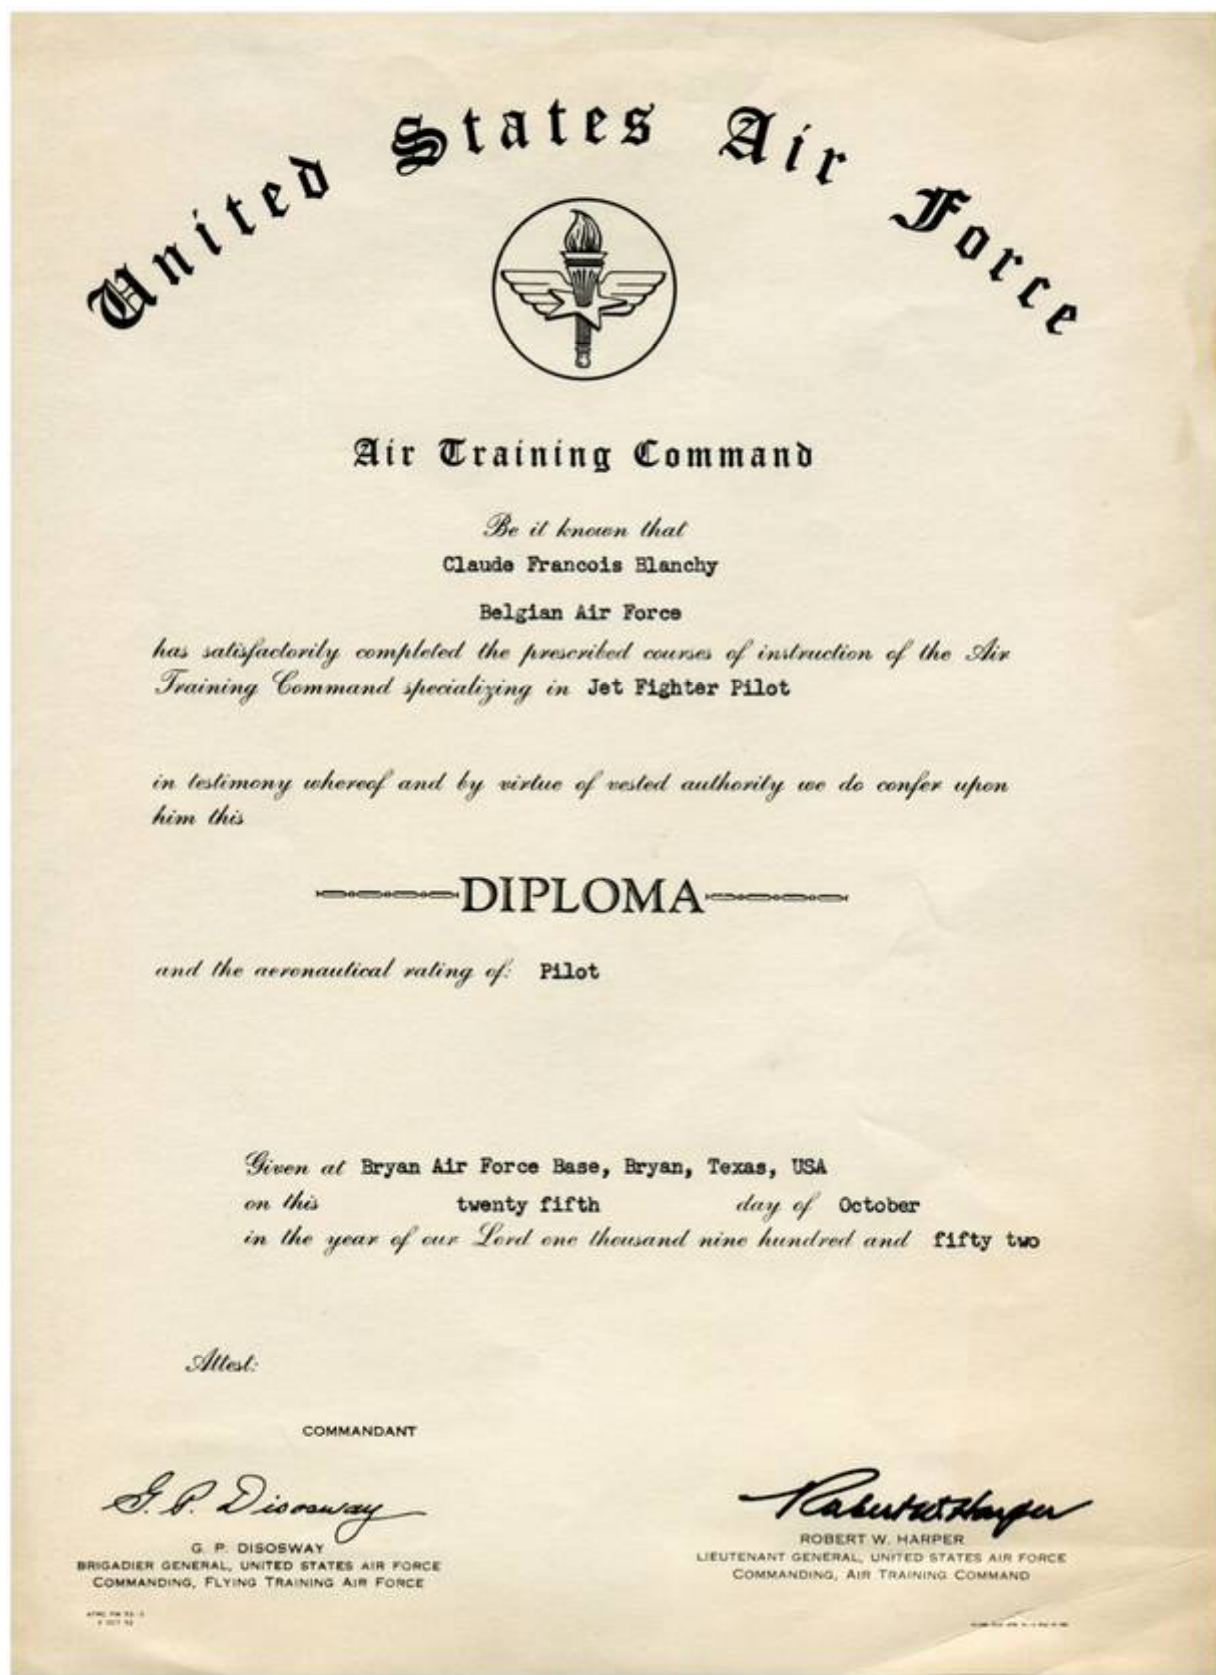 United States Air Force
Air Training Command
Be it known that
Claude Francois Blanchy
Belgian Air Force
has satisfactorily completed the prescribed courses of instruction of the Air
Training Command specializing in Jet Fighter Pilot
in testimony whereof and by virtue of vested authority we do confer upon
him this
DIPLOMA
and the aeronautical rating of: Pilot
Given at Bryan Air Force Base, Bryan, Texas, USA
on this twenty fifth day of October
in the year of our Lord one thousand nine hundred and fifty two
Attest:
COMMANDANT
G. P. Disosway
G. P. DISOSWAY
BRIGADIER GENERAL, UNITED STATES AIR FORCE
COMMANDING, FLYING TRAINING AIR FORCE
Robert W. Harper
ROBERT W. HARPER
LIEUTENANT GENERAL, UNITED STATES AIR FORCE
COMMANDING, AIR TRAINING COMMAND